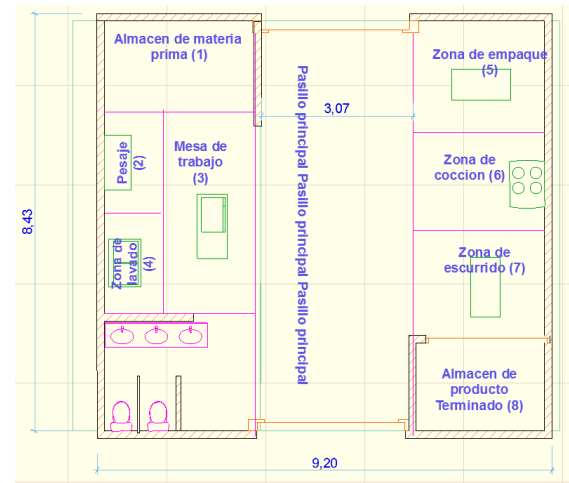 Almacen de materia
prima (1)
Zona de empaque
(5)
Pasillo principal Pasillo principal Pasillo principal
3,07
Pesaje
(2)
Mesa de
trabajo
(3)
Zona de
coccion (6)
8,43
Zona de
lavado
(4)
Zona de
escurrido (7)
Almacen de
producto
Terminado (8)
9,20